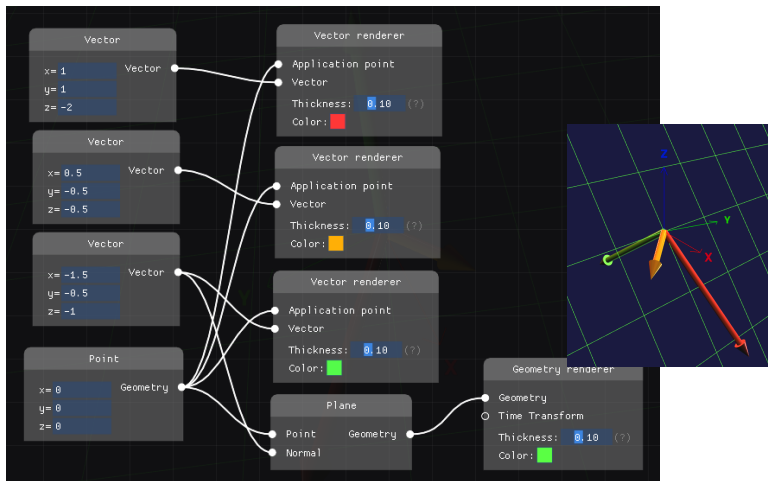 Vector
x= 1
y= 1
z= -2
Vector
Vector renderer
Application point
Vector
Thickness: 0.10 (?)
Color:
Vector
x= 0.5
y= -0.5
z= -0.5
Vector
Vector renderer
Application point
Vector
Thickness: 0.10 (?)
Color:
Vector
x= -1.5
y= -0.5
z= -1
Vector
Vector renderer
Application point
Vector
Thickness: 0.10 (?)
Color:
Point
x= 0
y= 0
z= 0
Geometry
Plane
Point Geometry
Normal
Geometry renderer
Geometry
Time Transform
Thickness: 0.10 (?)
Color:
Z
Y
X